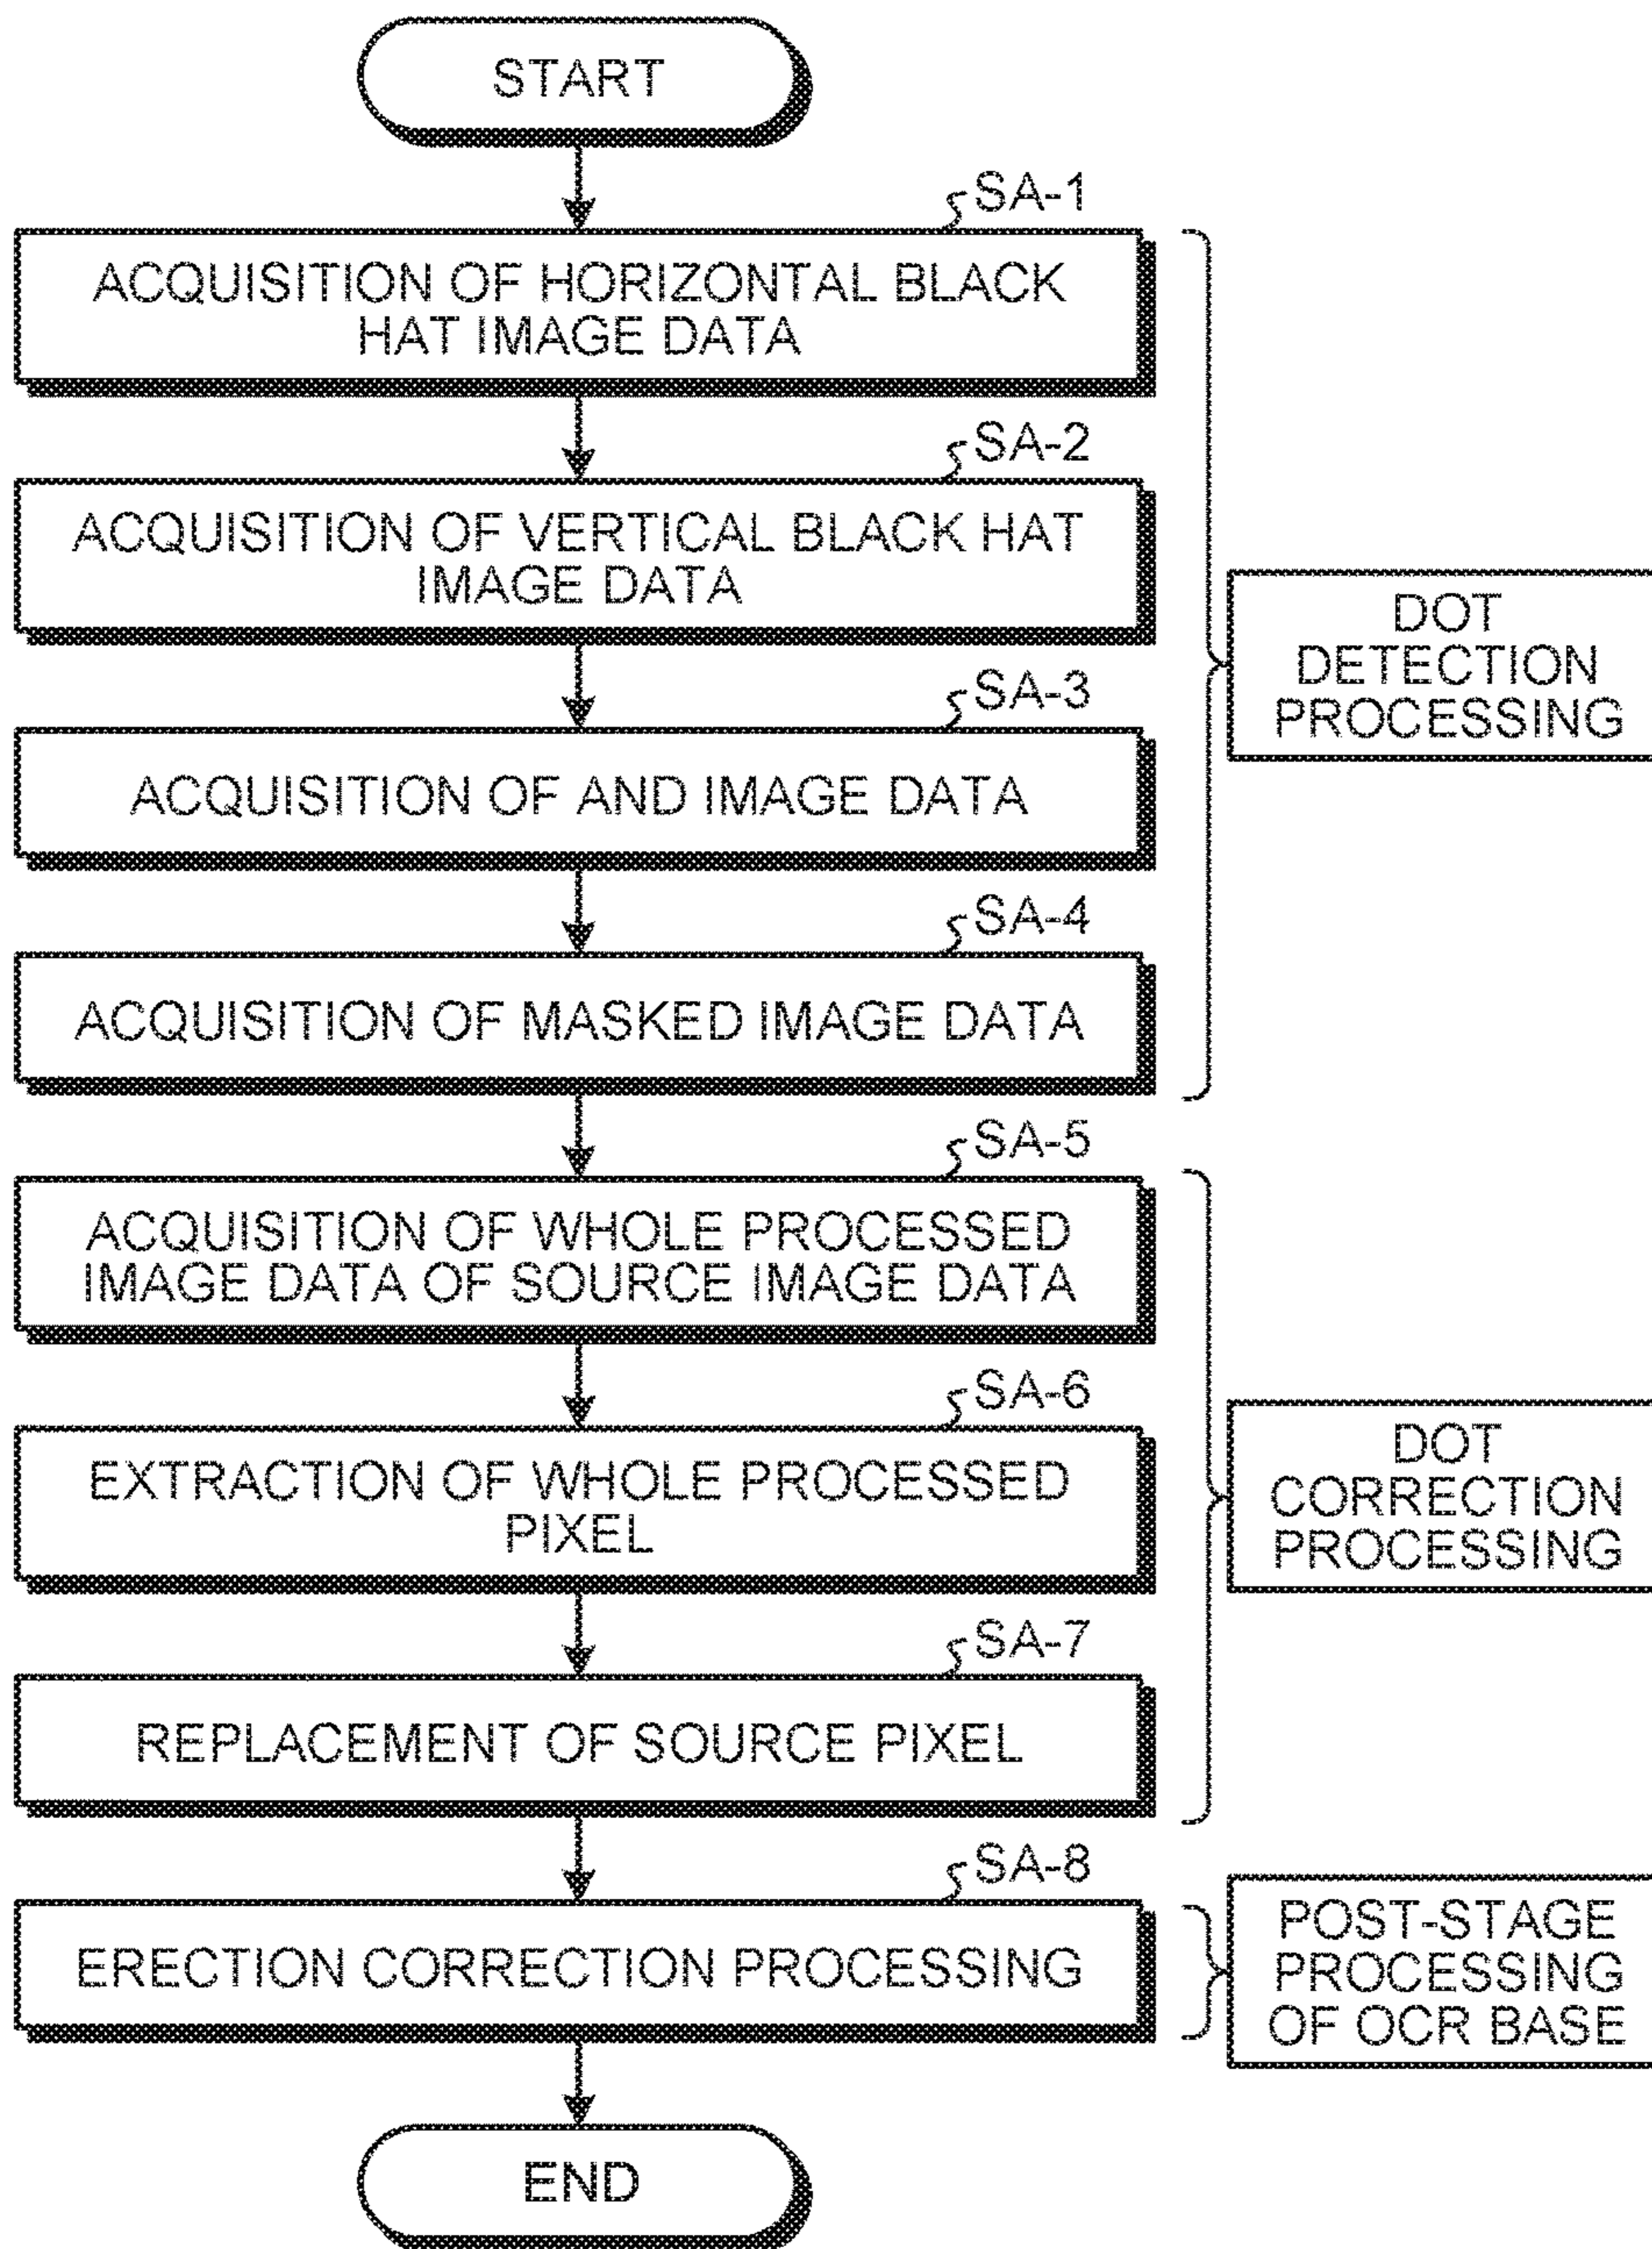 START
SA-1
ACQUISITION OF HORIZONTAL BLACK
HAT IMAGE DATA
SA-2
ACQUISITION OF VERTICAL BLACK HAT
IMAGE DATA
DOT
DETECTION
PROCESSING
SA-3
ACQUISITION OF AND IMAGE DATA
SA-4
ACQUISITION OF MASKED IMAGE DATA
SA-5
ACQUISITION OF WHOLE PROCESSED
IMAGE DATA OF SOURCE IMAGE DATA
SA-6
EXTRACTION OF WHOLE PROCESSED
PIXEL
DOT
CORRECTION
PROCESSING
SA-7
REPLACEMENT OF SOURCE PIXEL
SA-8
ERECTION CORRECTION PROCESSING
POST-STAGE
PROCESSING
OF OCR BASE
END